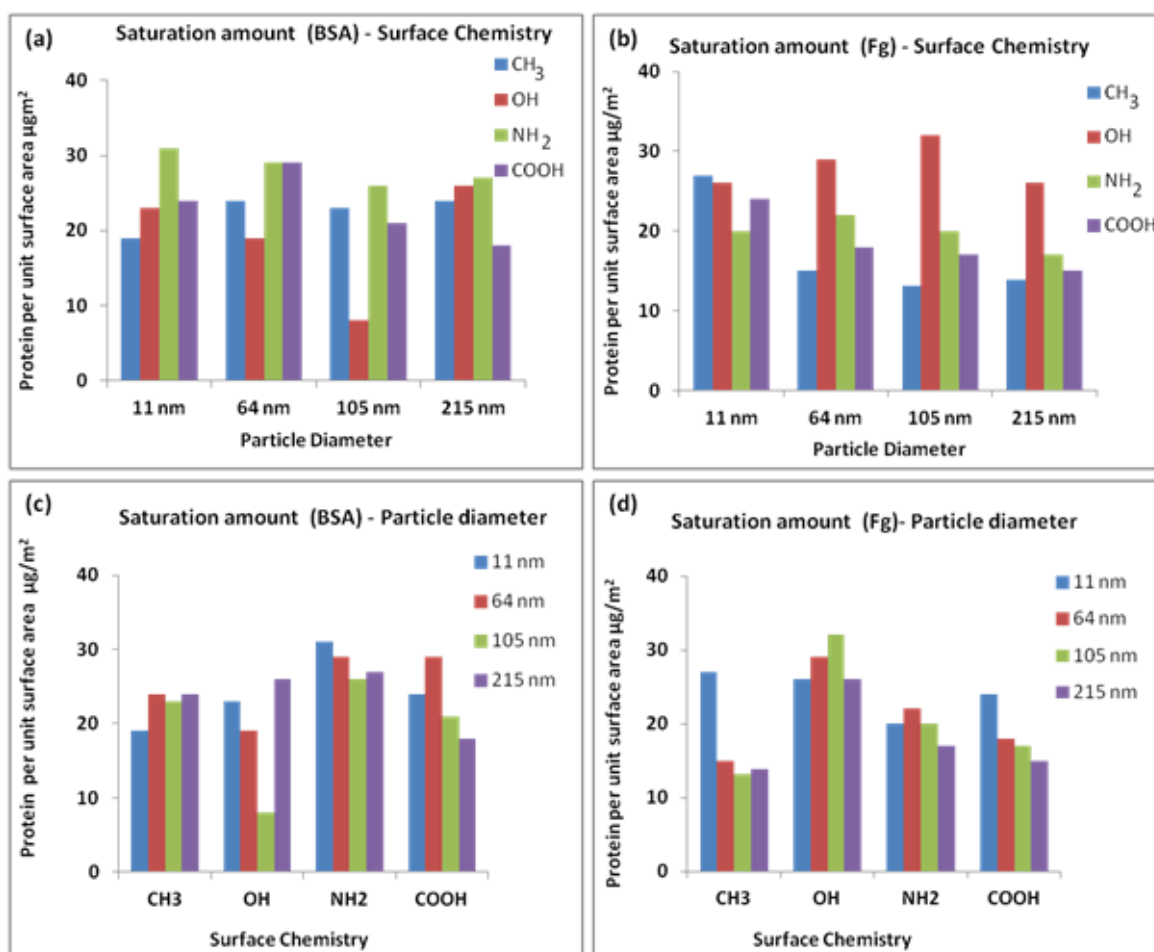 (a)
Saturation amount (BSA) - Surface Chemistry
Protein per unit surface area µgm²
40
30
20
10
0
CH₃
OH
NH₂
COOH
11 nm 64 nm 105 nm 215 nm
Particle Diameter
(b)
Saturation amount (Fg) - Surface Chemistry
Protein per unit surface area µg/m²
40
30
20
10
0
CH₃
OH
NH₂
COOH
11 nm 64 nm 105 nm 215 nm
Particle Diameter
(c)
Saturation amount (BSA) - Particle diameter
Protein per unit surface area µg/m²
40
30
20
10
0
11 nm
64 nm
105 nm
215 nm
CH3 OH NH2 COOH
Surface Chemistry
(d)
Saturation amount (Fg)- Particle diameter
Protein per unit surface area µg/m²
40
30
20
10
0
11 nm
64 nm
105 nm
215 nm
CH3 OH NH2 COOH
Surface Chemistry